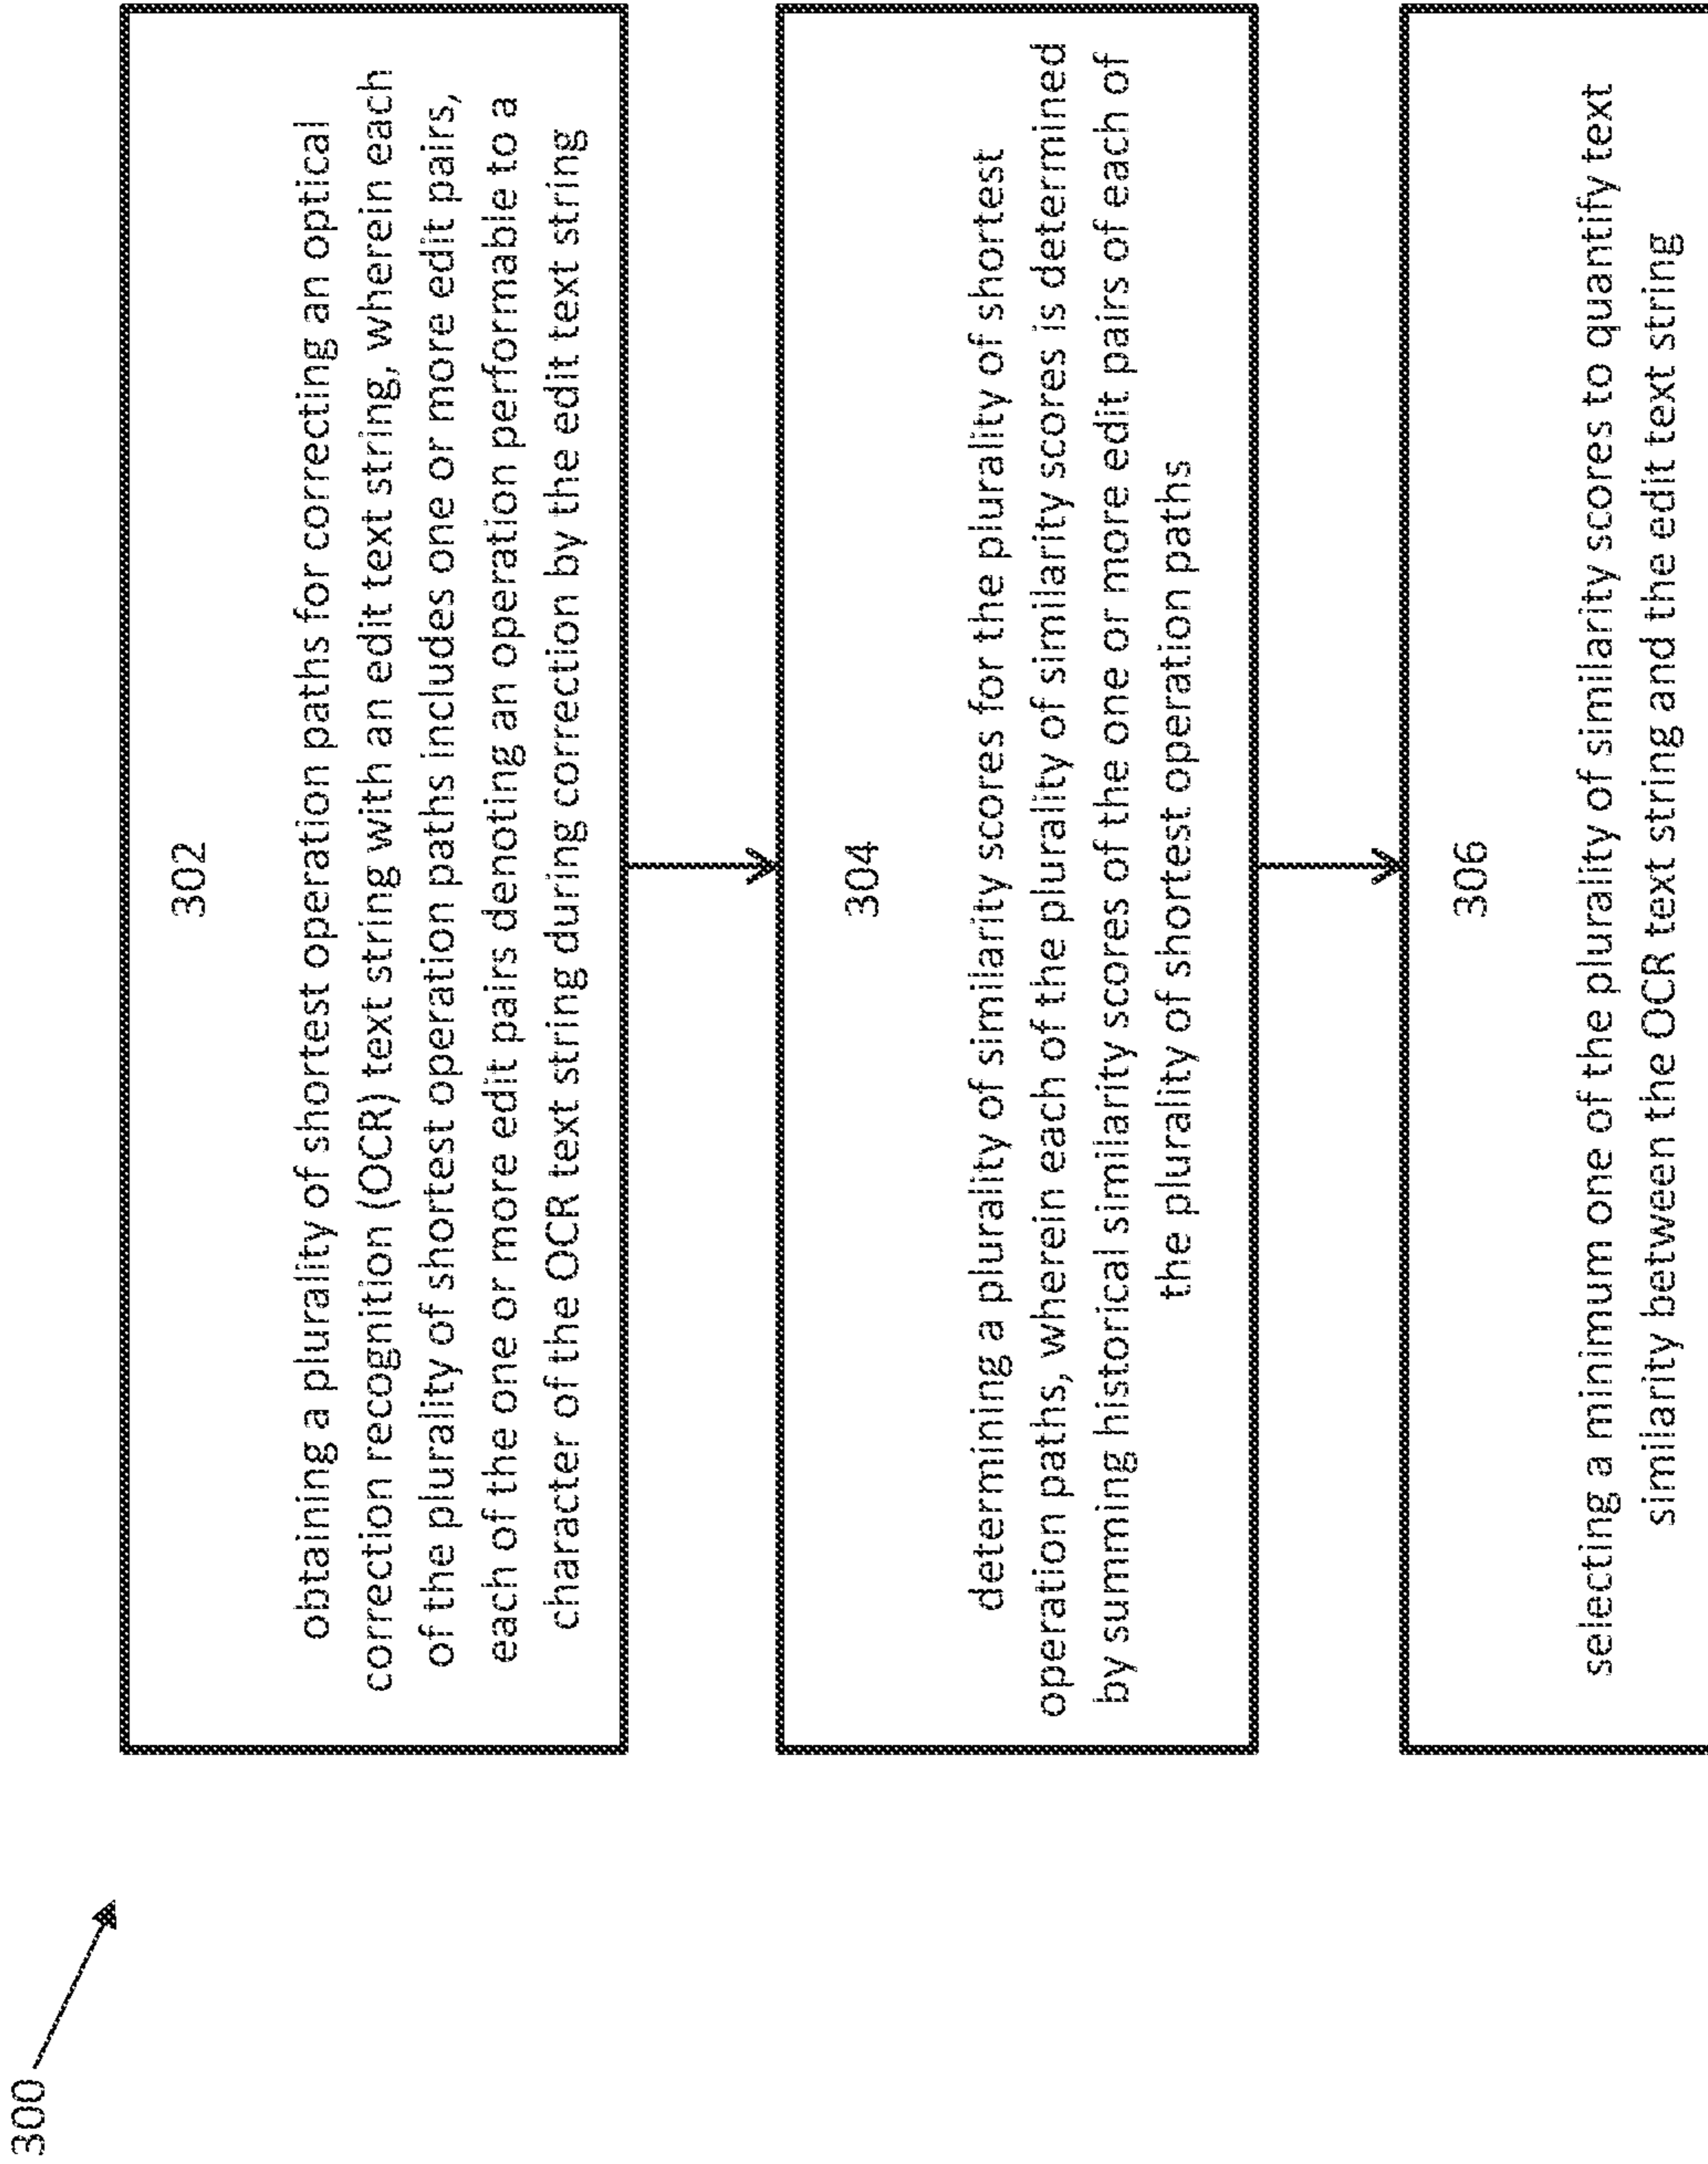 300
302
obtaining a plurality of shortest operation paths for correcting an optical
correction recognition (OCR) text string with an edit text string, wherein each
of the plurality of shortest operation paths includes one or more edit pairs,
each of the one or more edit pairs denoting an operation performable to a
character of the OCR text string during correction by the edit text string
304
determining a plurality of similarity scores for the plurality of shortest
operation paths, wherein each of the plurality of similarity scores is determined
by summing historical similarity scores of the one or more edit pairs of each of
the plurality of shortest operation paths
306
selecting a minimum one of the plurality of similarity scores to quantify text
similarity between the OCR text string and the edit text string